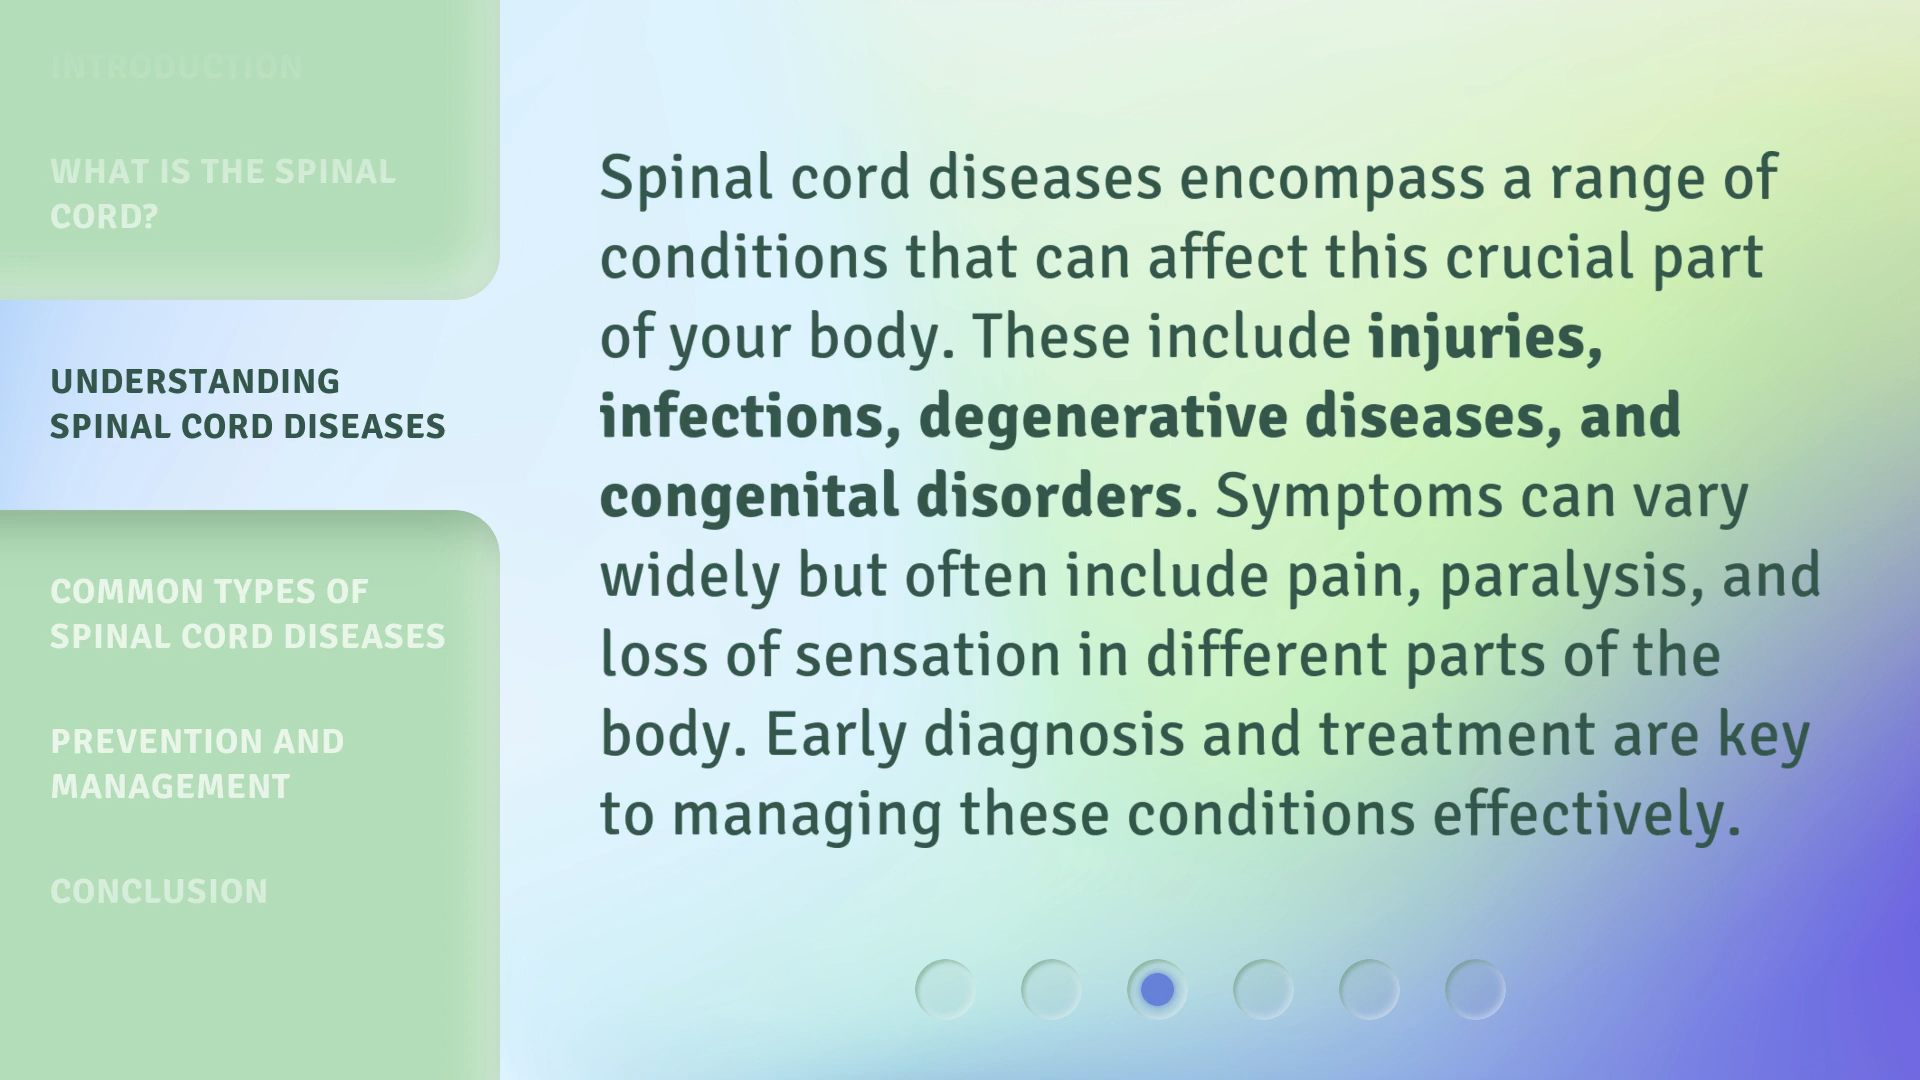 INTRODUCTION
WHAT IS THE SPINAL
CORD?
UNDERSTANDING
SPINAL CORD DISEASES
COMMON TYPES OF
SPINAL CORD DISEASES
PREVENTION AND
MANAGEMENT
CONCLUSION
Spinal cord diseases encompass a range of
conditions that can affect this crucial part
of your body. These include injuries,
infections, degenerative diseases, and
congenital disorders. Symptoms can vary
widely but often include pain, paralysis, and
loss of sensation in different parts of the
body. Early diagnosis and treatment are key
to managing these conditions effectively.